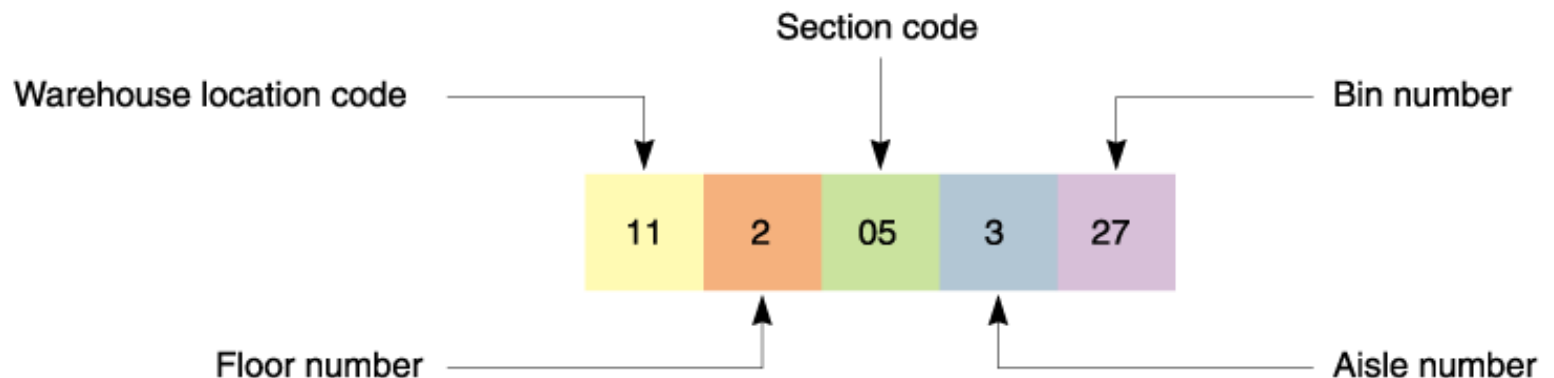 Section code
Warehouse location code
Bin number
11 2 05 3 27
Floor number
Aisle number